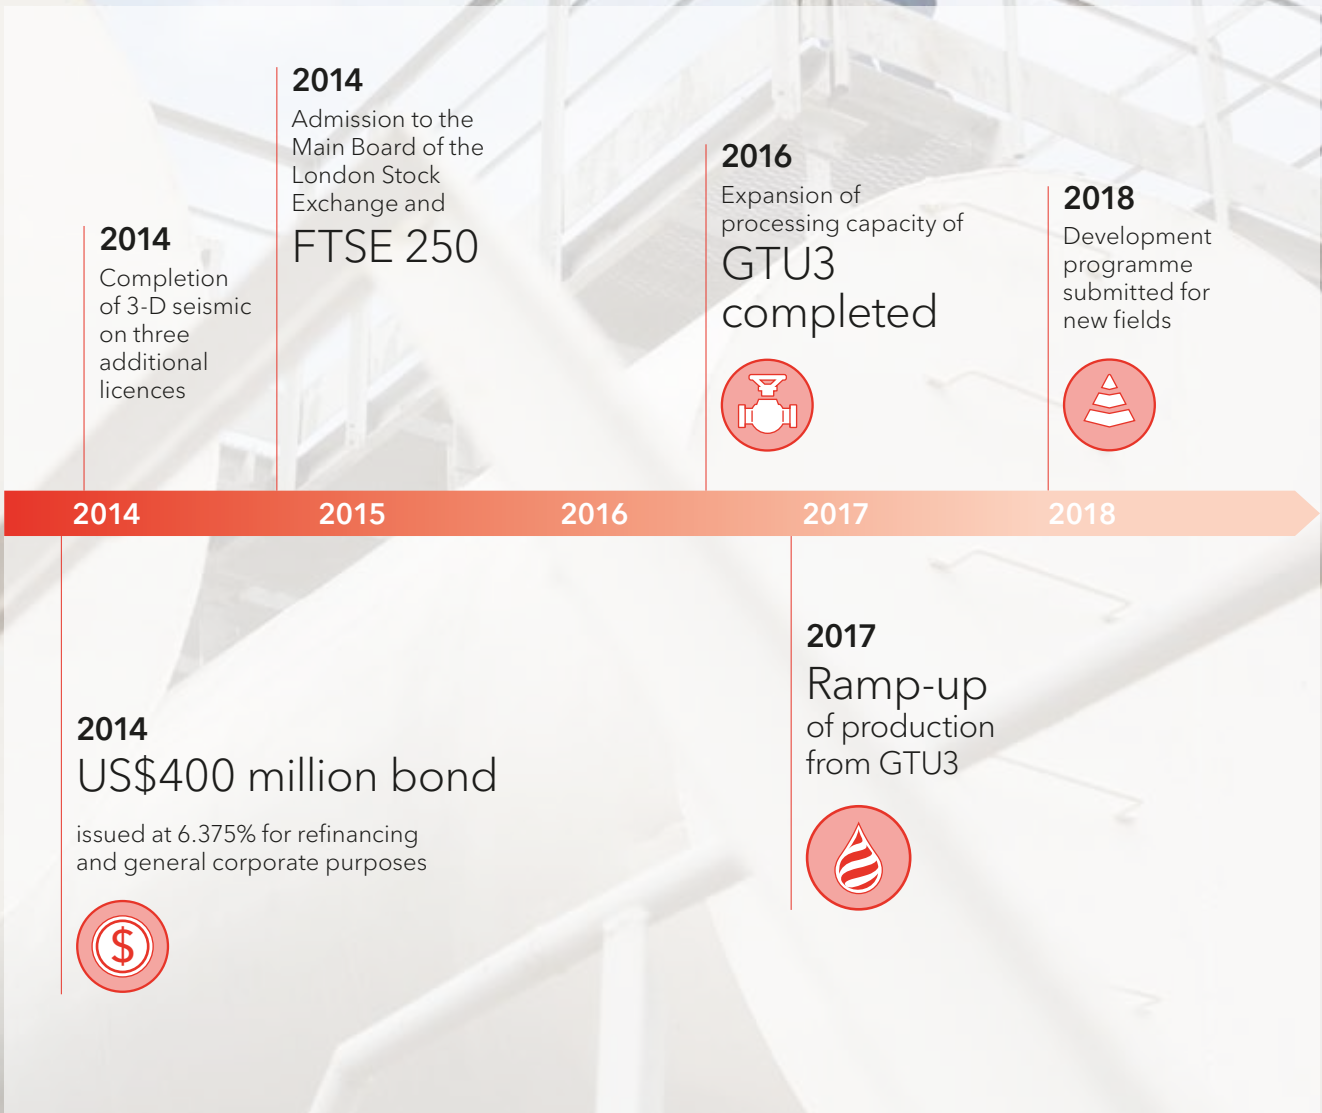 2014
Admission to the
Main Board of the
London Stock
Exchange and
FTSE 250
2014
Completion
of 3-D seismic
on three
additional
licences
2016
Expansion of
processing capacity of
GTU3
completed
2018
Development
programme
submitted for
new fields
2014 2015 2016 2017 2018
2014
US$400 million bond
issued at 6.375% for refinancing
and general corporate purposes
$
2017
Ramp-up
of production
from GTU3